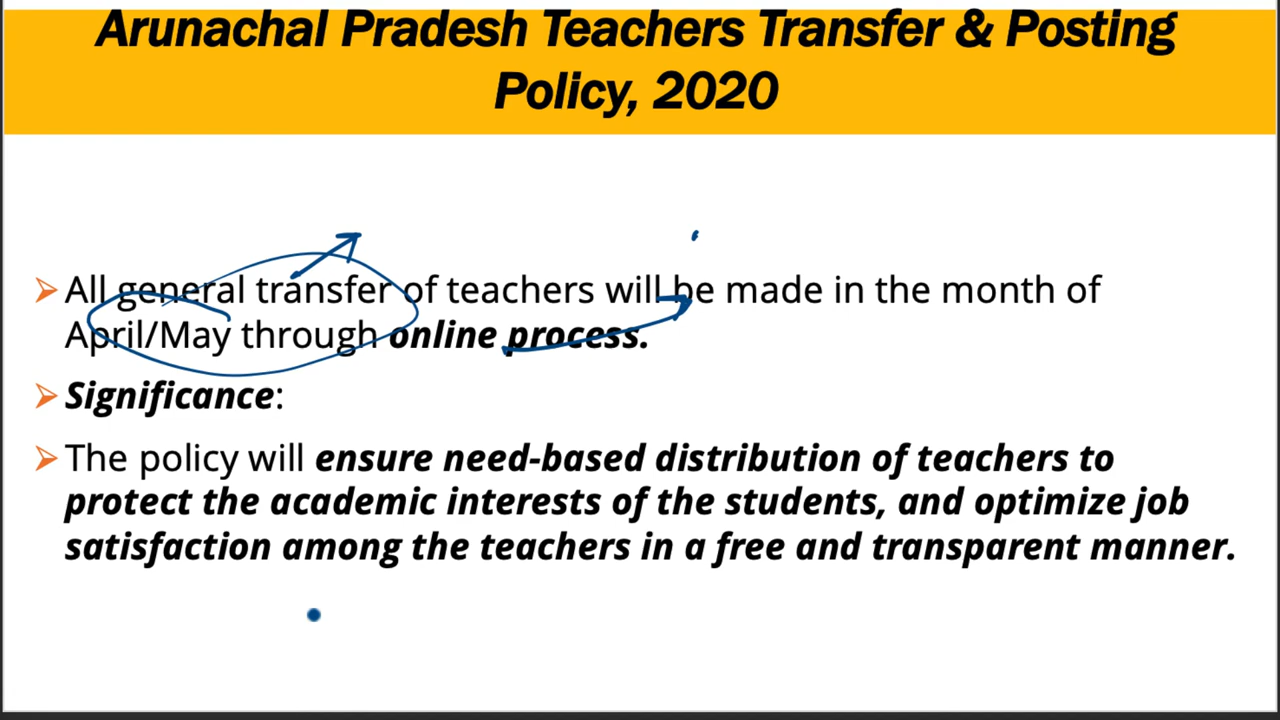 Arunachal Pradesh Teachers Transfer & Posting
Policy, 2020
All general transfer of teachers will be made in the month of
April/May through online process.
Significance:
The policy will ensure need-based distribution of teachers to
protect the academic interests of the students, and optimize job
satisfaction among the teachers in a free and transparent manner.